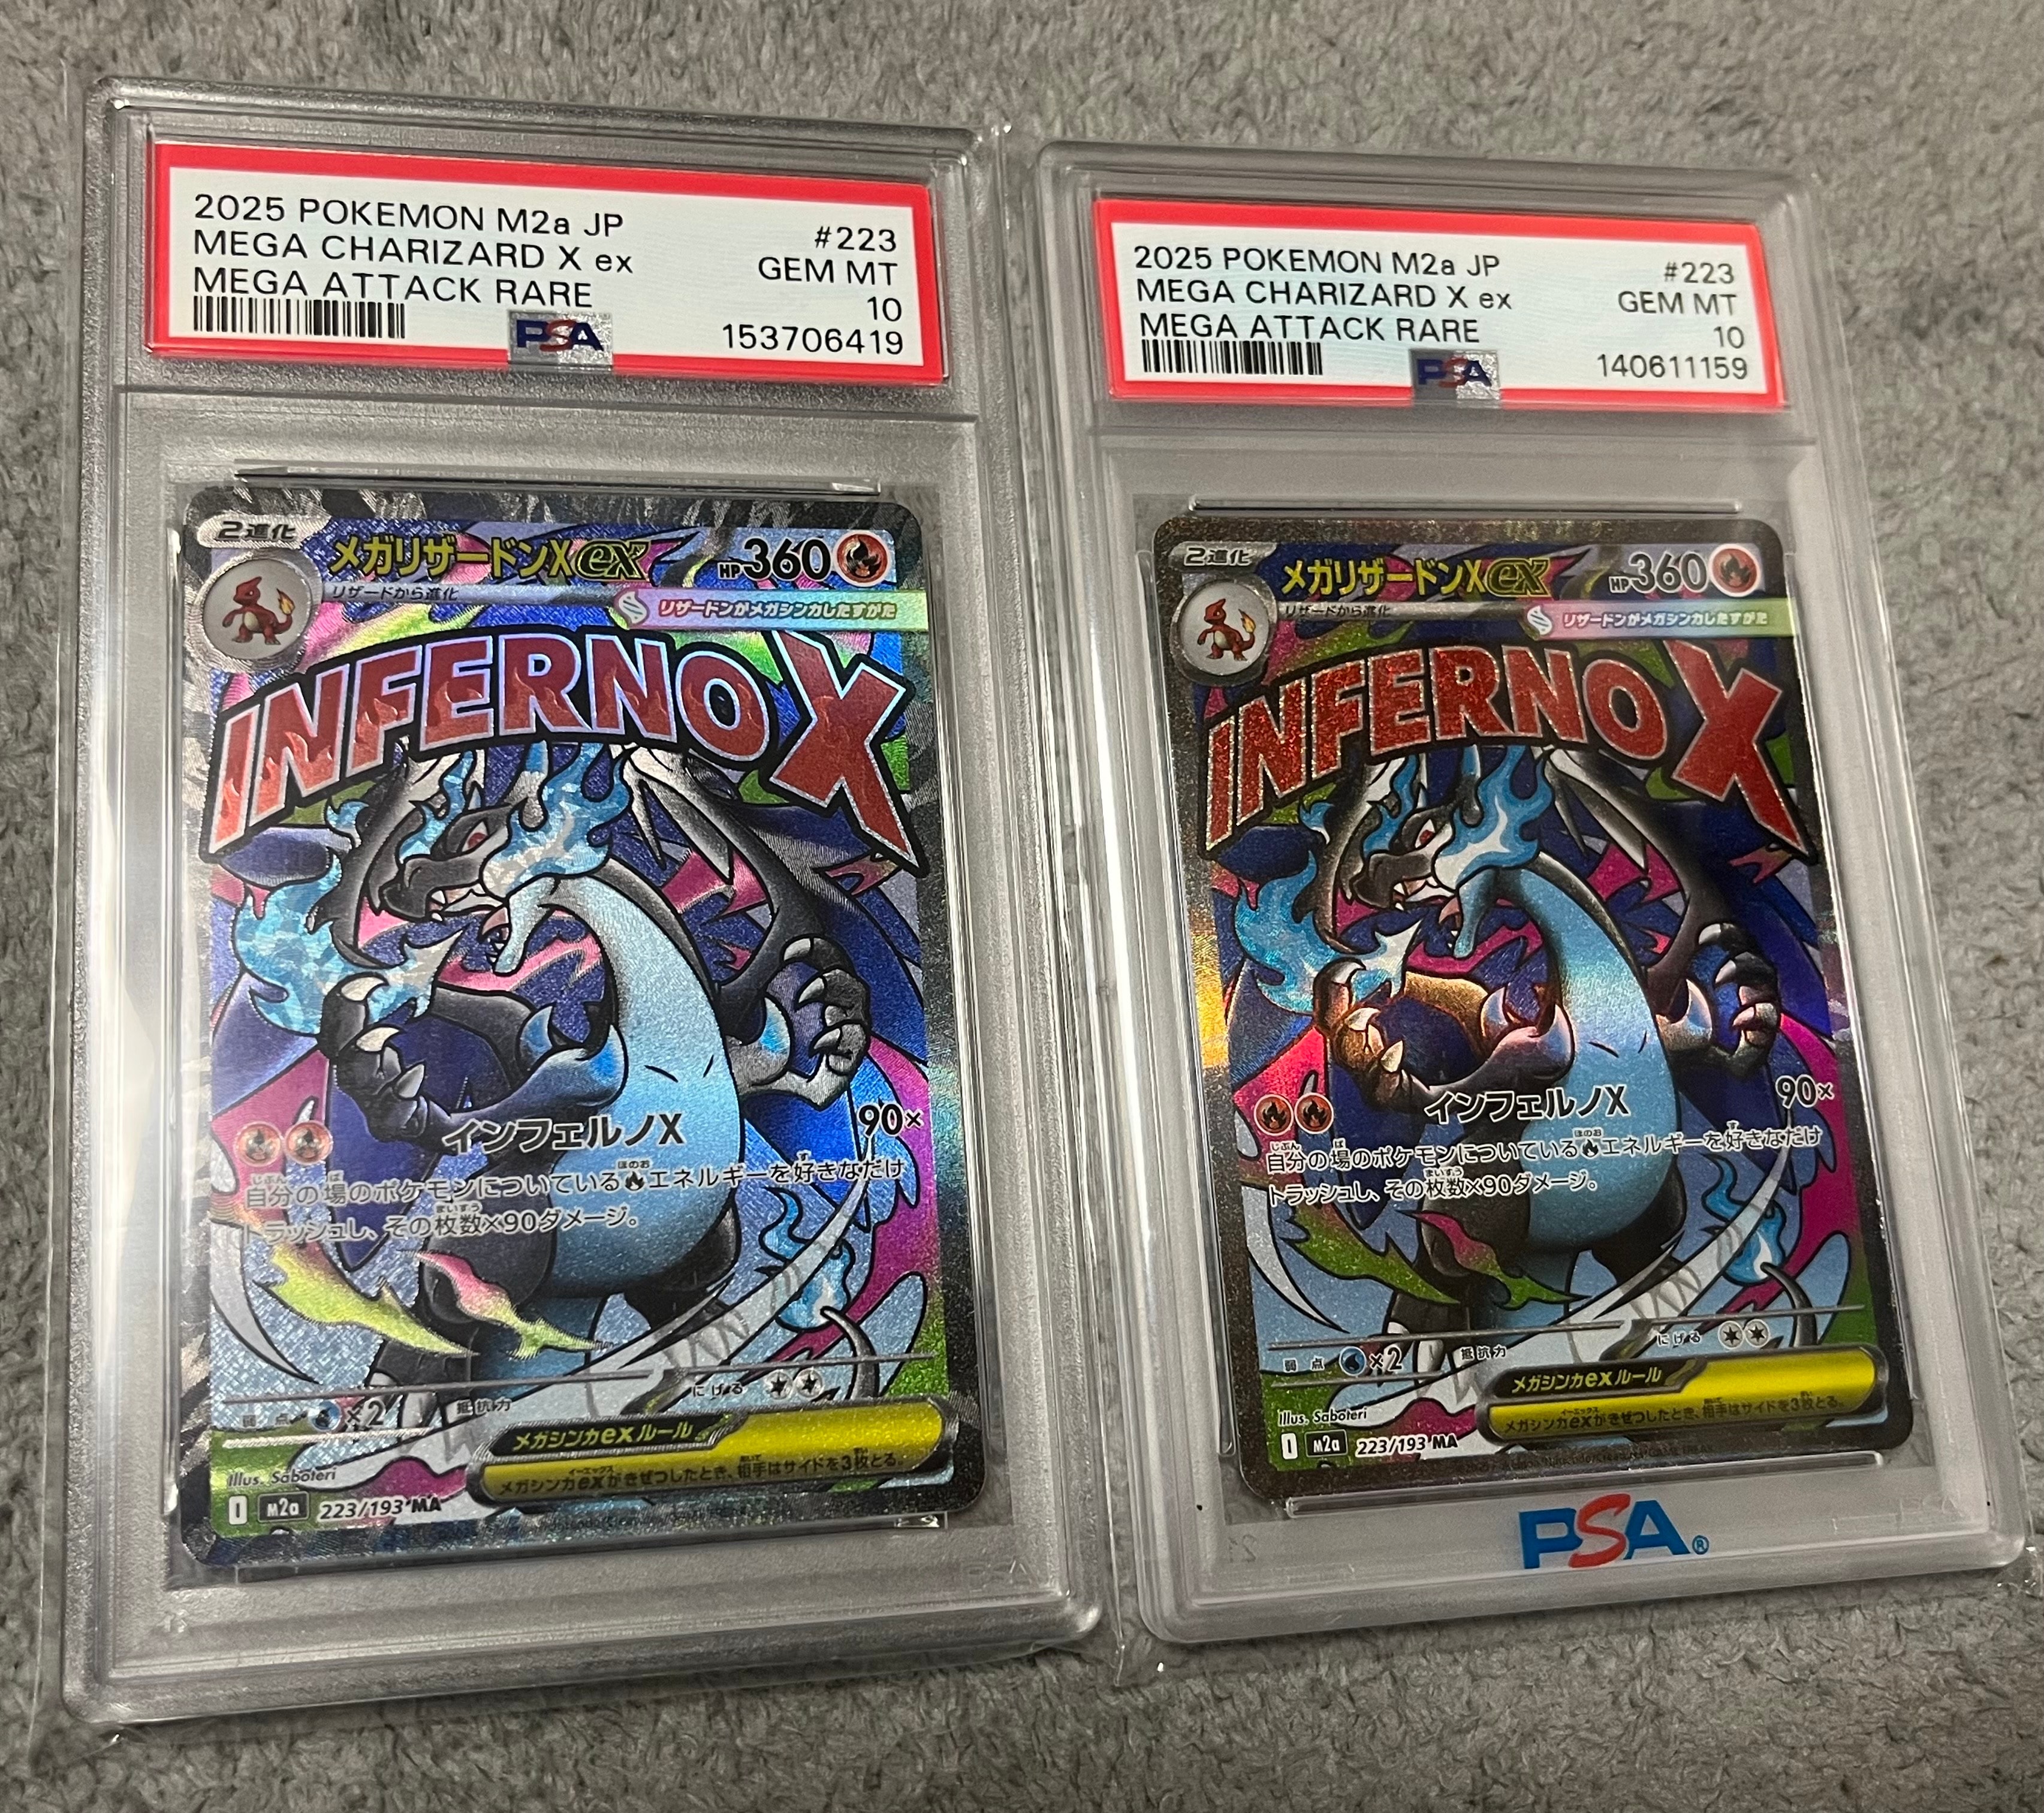 2025 POKEMON M2a JP #223
MEGA CHARIZARD X ex GEM MT
MEGA ATTACK RARE 10
PSA 153706419
2進化
メガリザードンXex HP360
リザードから進化
リザードンがメガシンカしたすがた
INFERNO X
インフェルノX 90×
自分の場のポケモンについているエネルギーを好きなだけ
トラッシュし、その枚数×90ダメージ。
弱点 ×2 抵抗力 にげる
メガシンカexルール
メガシンカexがきぜつしたとき、相手はサイドを3枚とる。
Illus. Saboteri
I M2a 223/193 MA
2025 POKEMON M2a JP #223
MEGA CHARIZARD X ex GEM MT
MEGA ATTACK RARE 10
PSA 140611159
2進化
メガリザードンXex HP360
リザードから進化
リザードンがメガシンカしたすがた
INFERNO X
インフェルノX 90×
自分の場のポケモンについているエネルギーを好きなだけ
トラッシュし、その枚数×90ダメージ。
弱点 ×2 抵抗力 にげる
メガシンカexルール
メガシンカexがきぜつしたとき、相手はサイドを3枚とる。
Illus. Saboteri
I M2a 223/193 MA
PSA®